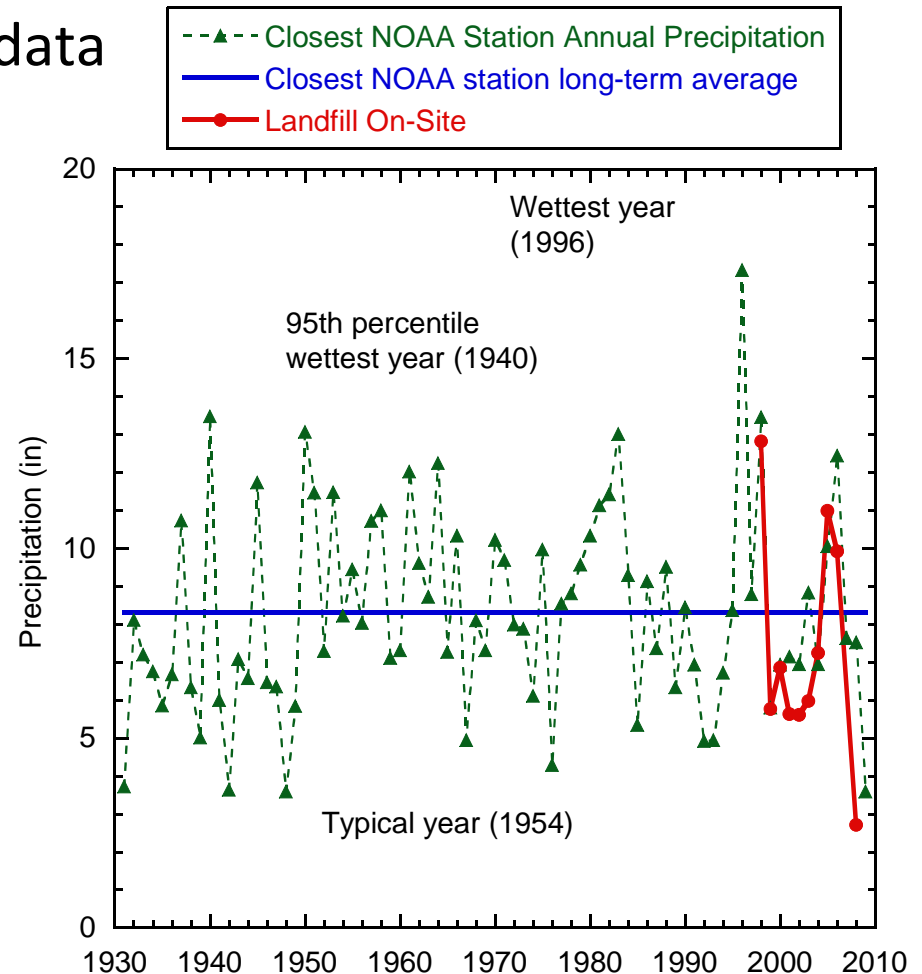 data
Closest NOAA Station Annual Precipitation
Closest NOAA station long-term average
Landfill On-Site
20
15
10
5
0
Precipitation (in)
Wettest year
(1996)
95th percentile
wettest year (1940)
Typical year (1954)
1930 1940 1950 1960 1970 1980 1990 2000 2010